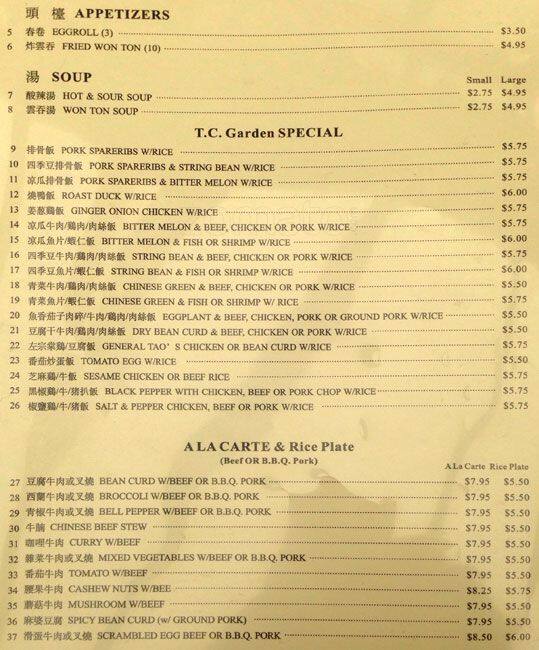 頭 檯 APPETIZERS
5 春卷 EGGROLL (3) $3.50
6 炸雲吞 FRIED WON TON (10) $4.95
湯 SOUP
Small Large
7 酸辣湯 HOT & SOUR SOUP $2.75 $4.95
8 雲吞湯 WON TON SOUP $2.75 $4.95
T.C. Garden SPECIAL
9 排骨飯 PORK SPARERIBS W/RICE $5.75
10 四季豆排骨飯 PORK SPARERIBS & STRING BEAN W/RICE $5.75
11 凉瓜排骨飯 PORK SPARERIBS & BITTER MELON W/RICE $5.75
12 燒鴨飯 ROAST DUCK W/RICE $6.00
13 姜葱鷄飯 GINGER ONION CHICKEN W/RICE $5.75
14 凉瓜牛肉/鷄肉/肉絲飯 BITTER MELON & BEEF, CHICKEN OR PORK W/RICE $5.75
15 凉瓜魚片/蝦仁飯 BITTER MELON & FISH OR SHRIMP W/RICE $6.00
16 四季豆牛肉/鷄肉/肉絲飯 STRING BEAN & BEEF, CHICKEN OR PORK W/RICE $5.75
17 四季豆魚片/蝦仁飯 STRING BEAN & FISH OR SHRIMP W/RICE $6.00
18 青菜牛肉/鷄肉/肉絲飯 CHINESE GREEN & BEEF, CHICKEN OR PORK W/RICE $5.50
19 青菜魚片/蝦仁飯 CHINESE GREEN & FISH OR SHRIMP W/ RICE $5.75
20 魚香茄子肉碎/牛肉/鷄肉/肉絲飯 EGGPLANT & BEEF, CHICKEN, PORK OR GROUND PORK W/RICE $5.50
21 豆腐干牛肉/鷄肉/肉絲飯 DRY BEAN CURD & BEEF, CHICKEN OR PORK W/RICE $5.50
22 左宗棠鷄/豆腐飯 GENERAL TAO’S CHICKEN OR BEAN CURD W/RICE $5.75
23 番茄炒蛋飯 TOMATO EGG W/RICE $5.50
24 芝麻鷄/牛飯 SESAME CHICKEN OR BEEF RICE $5.75
25 黑椒鷄/牛/猪扒飯 BLACK PEPPER WITH CHICKEN, BEEF OR PORK CHOP W/RICE $5.75
26 椒鹽鷄/牛/猪飯 SALT & PEPPER CHICKEN, BEEF OR PORK W/RICE $5.75
A LA CARTE & Rice Plate
(Beef OR B.B.Q. Pork)
A La Carte Rice Plate
27 豆腐牛肉或叉燒 BEAN CURD W/BEEF OR B.B.Q. PORK $7.95 $5.50
28 西蘭牛肉或叉燒 BROCCOLI W/BEEF OR B.B.Q. PORK $7.95 $5.50
29 青椒牛肉或叉燒 BELL PEPPER W/BEEF OR B.B.Q. PORK $7.95 $5.50
30 牛腩 CHINESE BEEF STEW $7.95 $5.50
31 咖哩牛肉 CURRY W/BEEF $7.95 $5.50
32 雜菜牛肉或叉燒 MIXED VEGETABLES W/BEEF OR B.B.Q. PORK $7.95 $5.50
33 番茄牛肉 TOMATO W/BEEF $7.95 $5.50
34 腰果牛肉 CASHEW NUTS W/BEE $8.25 $5.75
35 蘑菇牛肉 MUSHROOM W/BEEF $7.95 $5.50
36 麻婆豆腐 SPICY BEAN CURD (w/ GROUND PORK) $7.95 $5.50
37 滑蛋牛肉或叉燒 SCRAMBLED EGG BEEF OR B.B.Q. PORK $8.50 $6.00